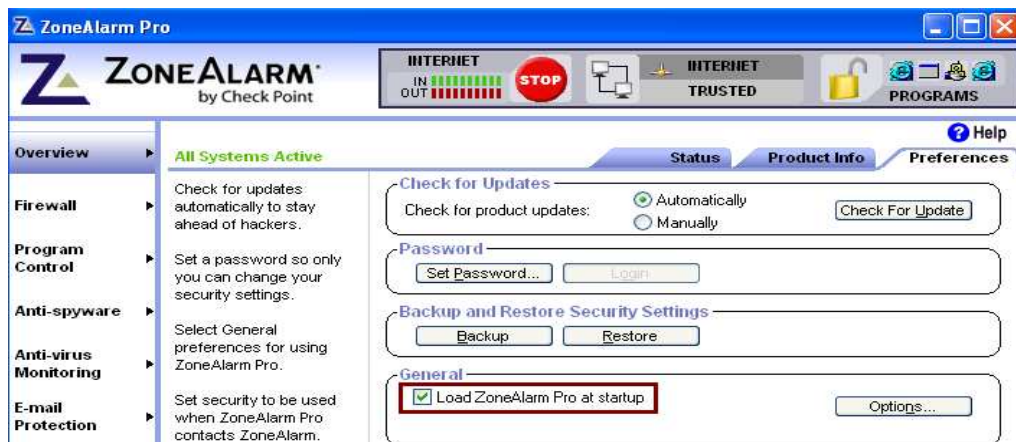 ZoneAlarm Pro
ZONEALARM
by Check Point
INTERNET
IN
OUT
STOP
INTERNET
TRUSTED
PROGRAMS
Help
Overview
All Systems Active
Status
Product Info
Preferences
Firewall
Program
Control
Anti-spyware
Anti-virus
Monitoring
E-mail
Protection
Check for updates
automatically to stay
ahead of hackers.
Set a password so only
you can change your
security settings.
Select General
preferences for using
ZoneAlarm Pro.
Set security to be used
when ZoneAlarm Pro
contacts ZoneAlarm.
Check for Updates
Check for product updates:
Automatically
Manually
Check For Update
Password
Set Password...
Login
Backup and Restore Security Settings
Backup
Restore
General
Load ZoneAlarm Pro at startup
Options...